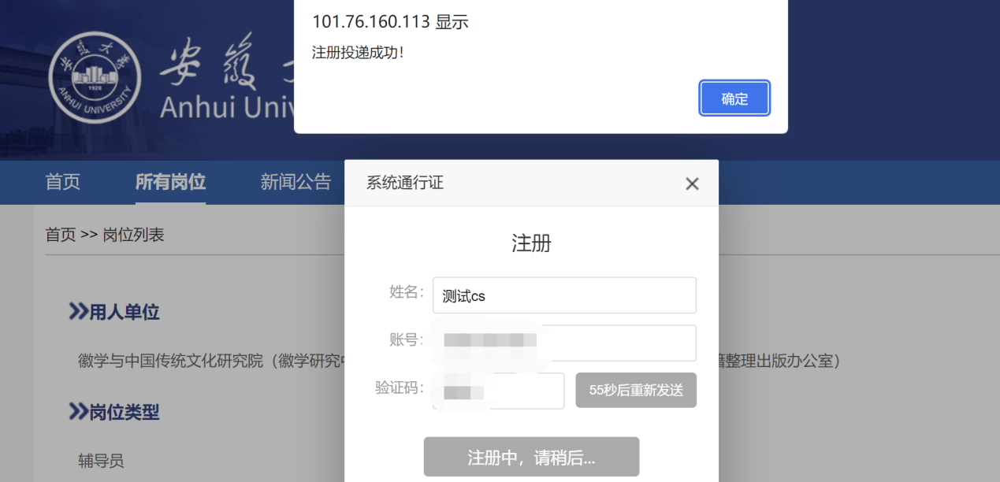 101.76.160.113 显示
注册投递成功！
确定
安徽大学
1928
ANHUI UNIVERSITY
安徽
Anhui Univ
首页
所有岗位
新闻公告
系统通行证
首页 >> 岗位列表
注册
姓名：
测试cs
用人单位
账号：
徽学与中国传统文化研究院（徽学研究
籍整理出版办公室）
验证码：
55秒后重新发送
岗位类型
注册中，请稍后...
辅导员